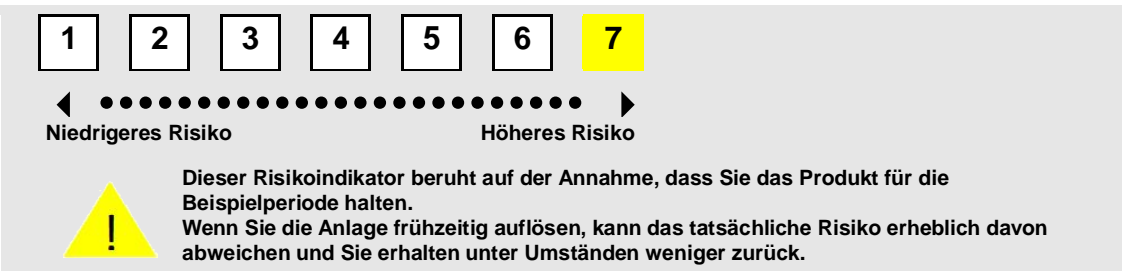 1 2 3 4 5 6 7
Niedrigeres Risiko Höheres Risiko
Dieser Risikoindikator beruht auf der Annahme, dass Sie das Produkt für die
Beispielperiode halten.
Wenn Sie die Anlage frühzeitig auflösen, kann das tatsächliche Risiko erheblich davon
abweichen und Sie erhalten unter Umständen weniger zurück.
!